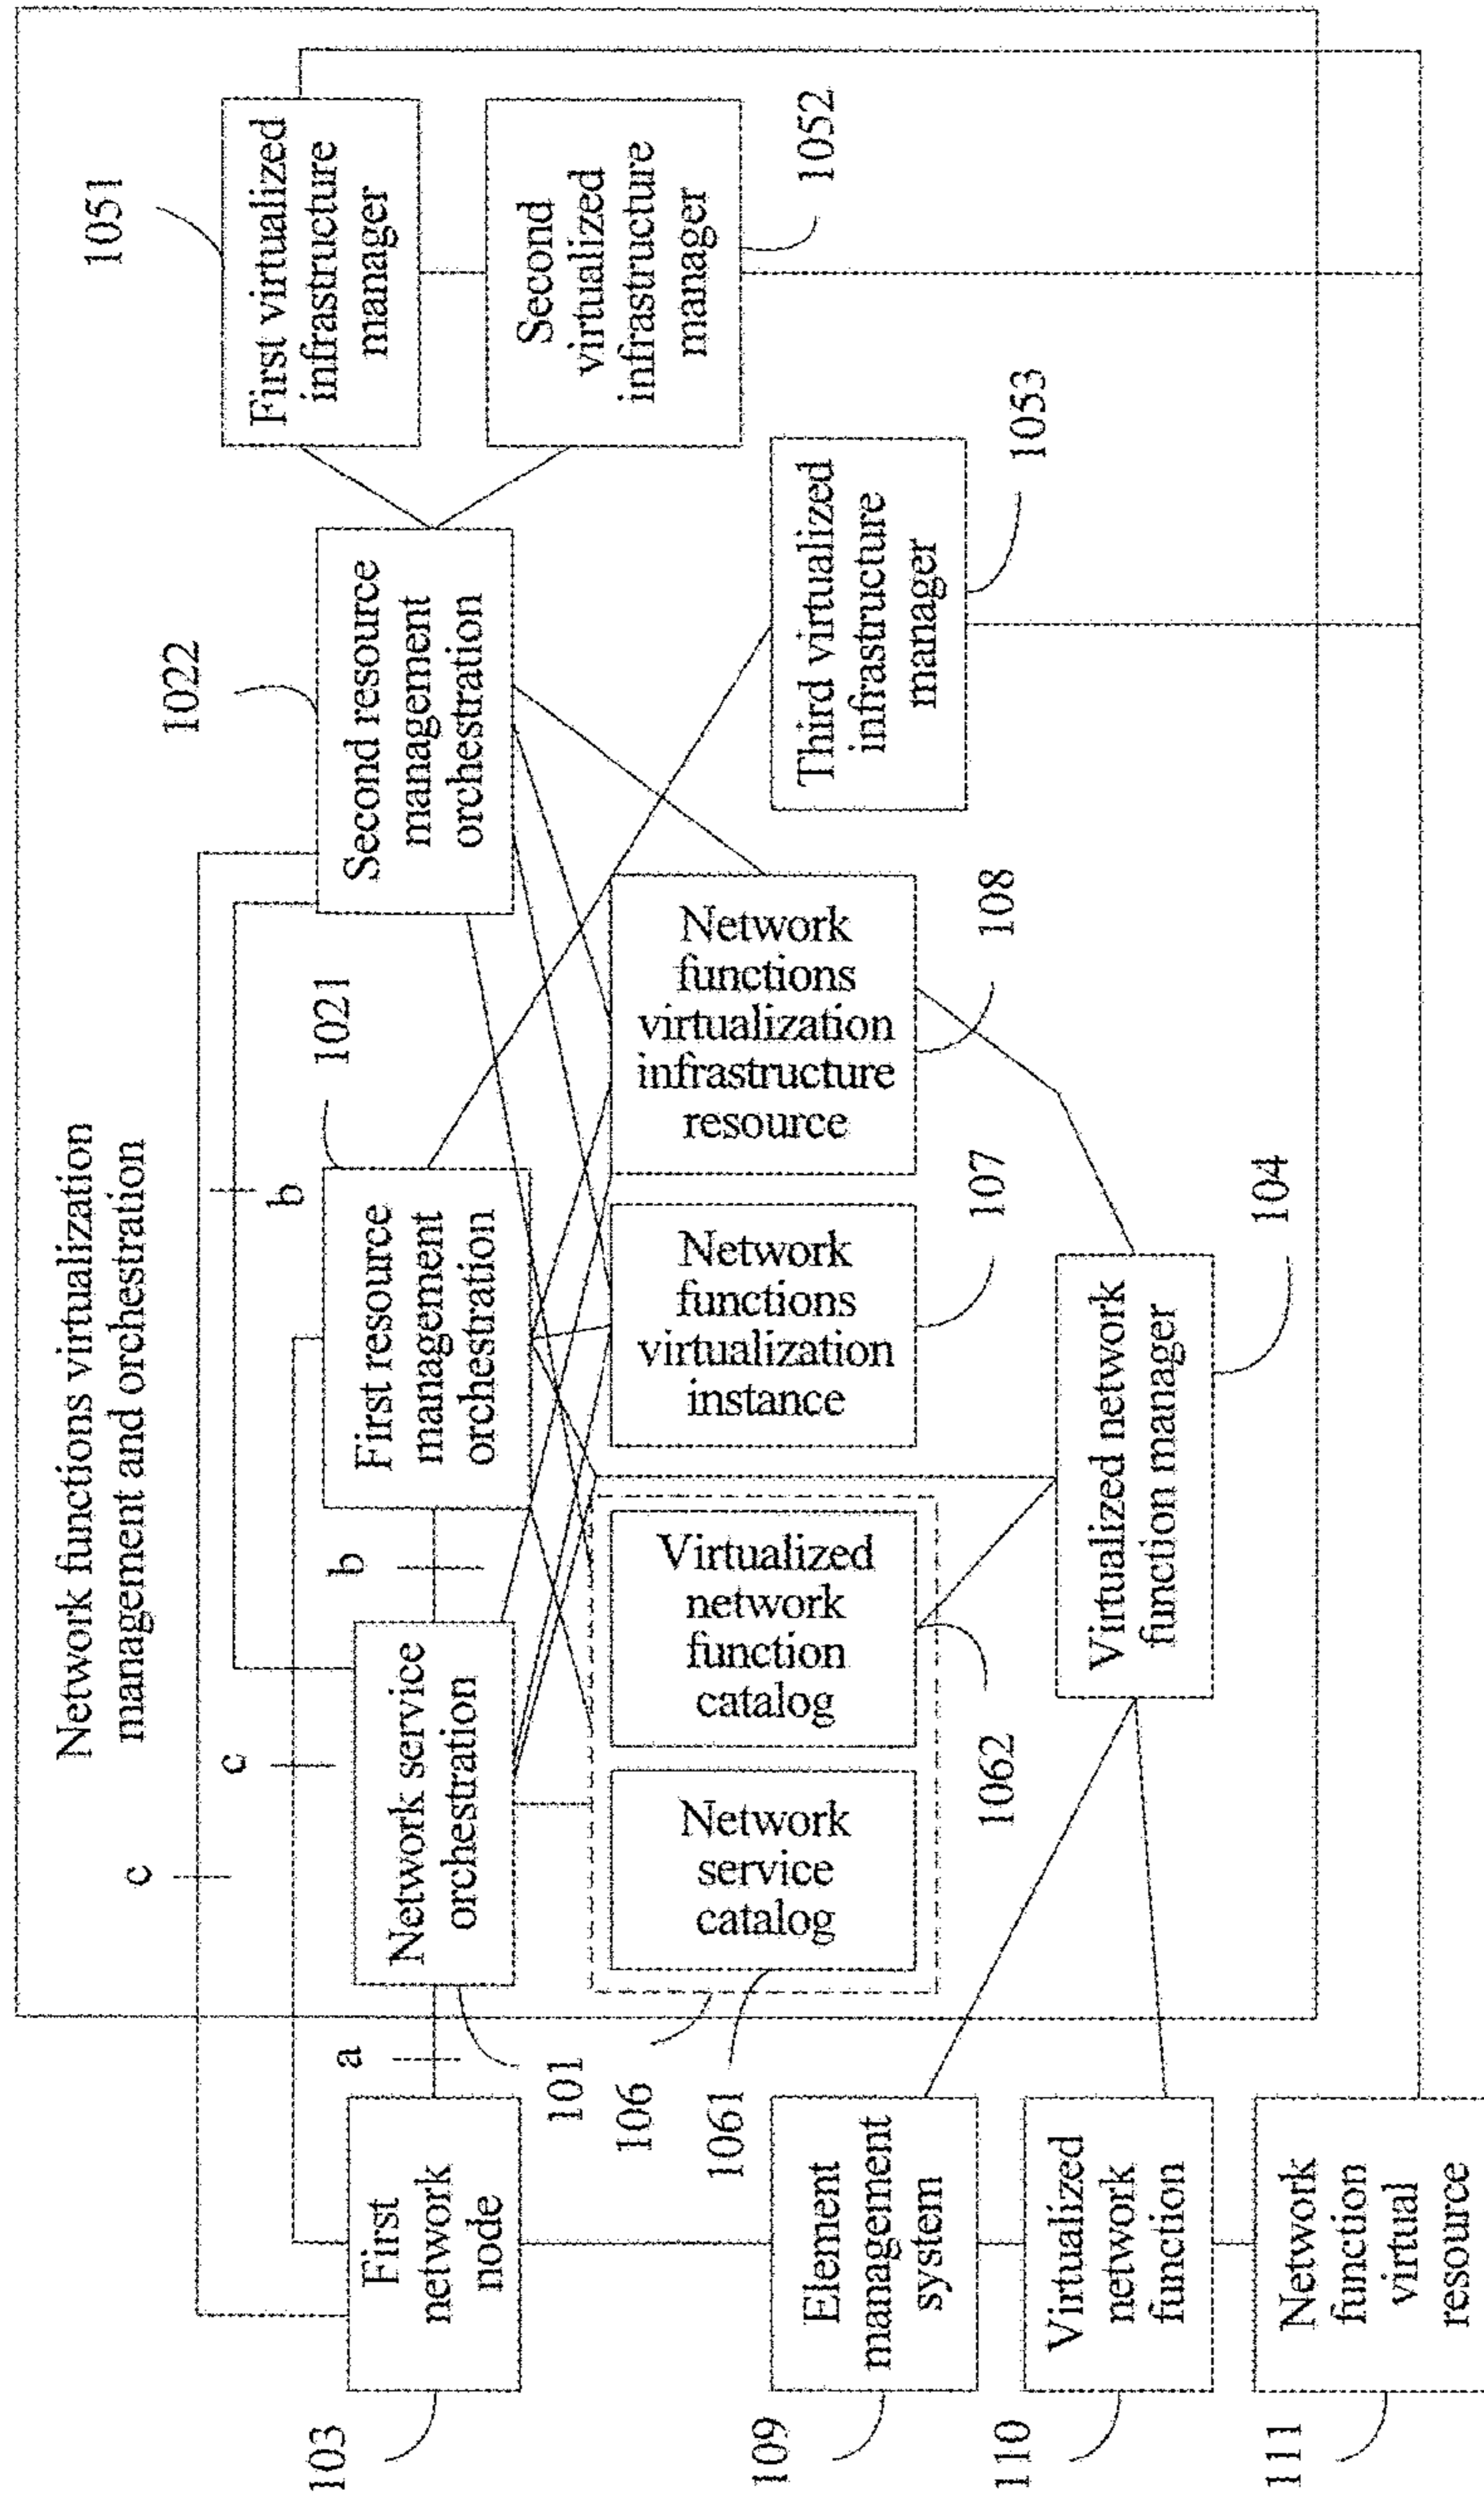 Network functions virtualization
management and orchestration
c
b
c
b
a
103
First
network
node
101
Network service
orchestration
1021
First resource
management
orchestration
1022
Second resource
management
orchestration
1051
First virtualized
infrastructure
manager
Second
virtualized
infrastructure
manager
1052
Third virtualized
infrastructure
manager
1053
106
1061
Network
service
catalog
Virtualized
network
function
catalog
1062
Network
functions
virtualization
instance
107
Network
functions
virtualization
infrastructure
resource
108
Virtualized network
function manager
104
109
Element
management
system
110
Virtualized
network
function
111
Network
function
virtual
resource